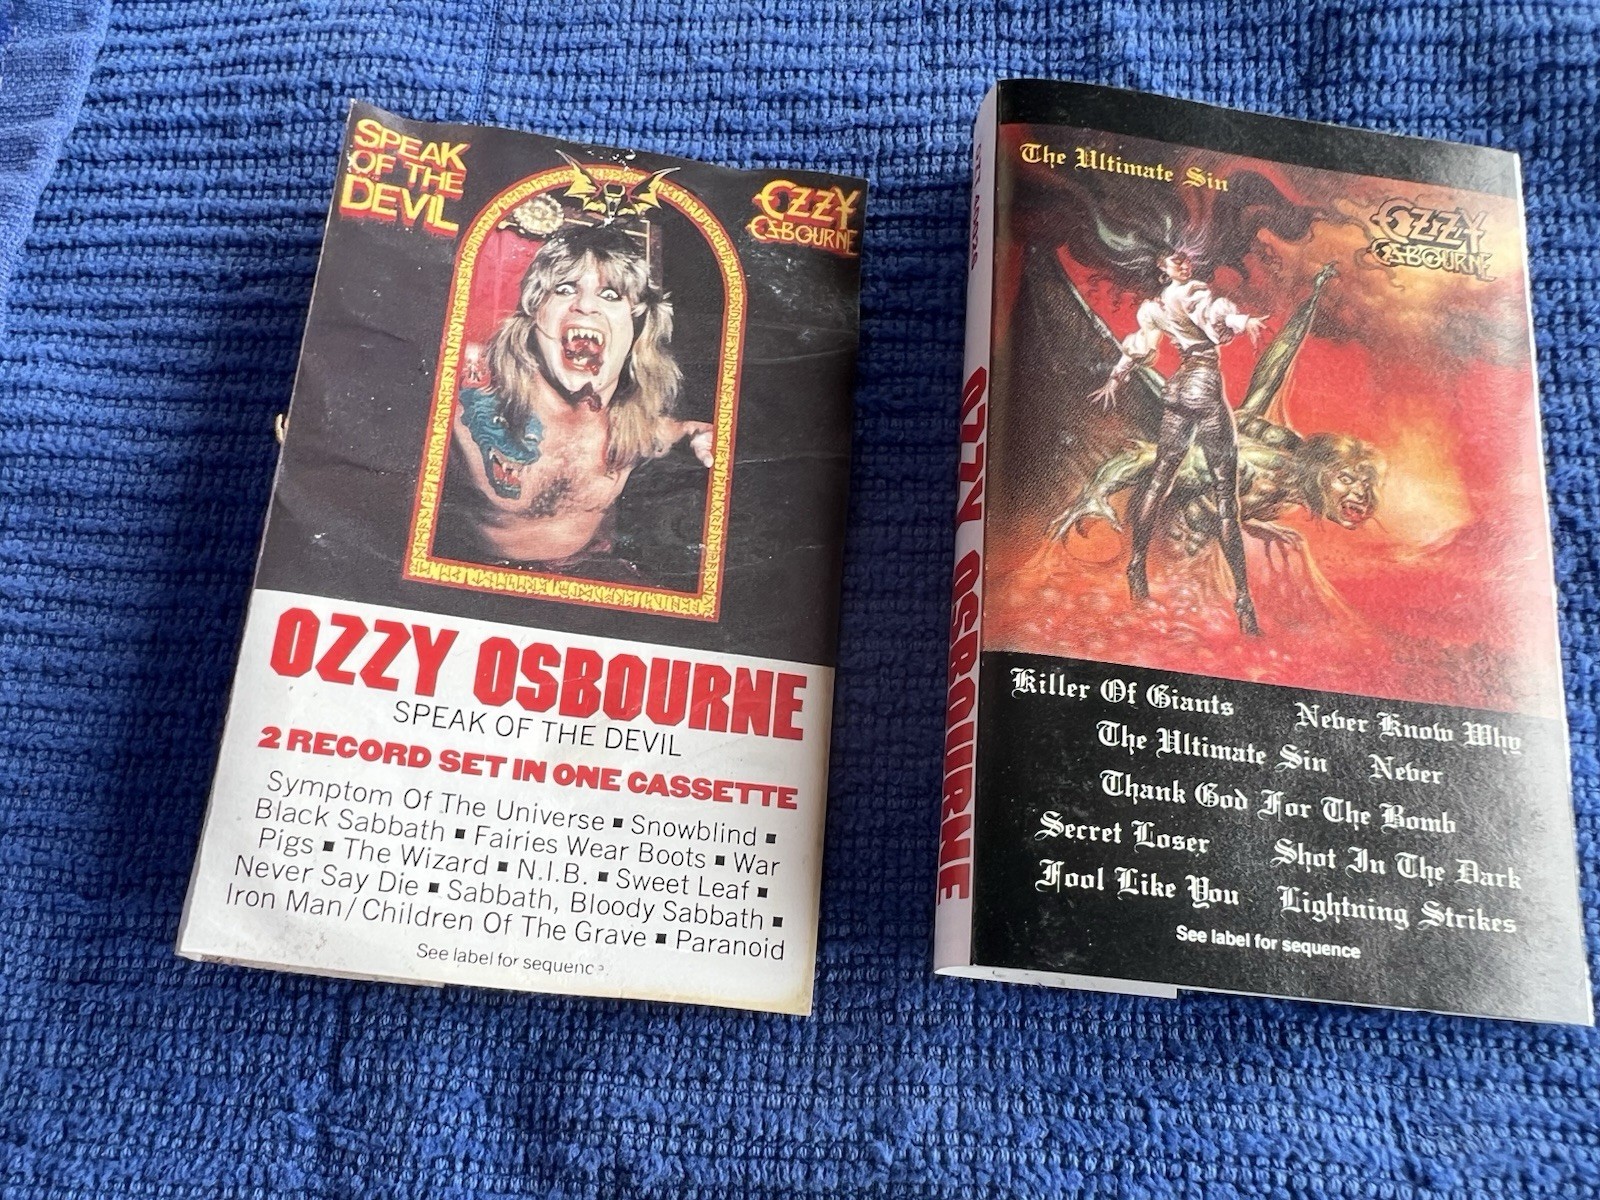 SPEAK
OF THE
DEVIL
OZZY
OSBOURNE
OZZY OSBOURNE
SPEAK OF THE DEVIL
2 RECORD SET IN ONE CASSETTE
Symptom Of The Universe ■ Snowblind ■
Black Sabbath ■ Fairies Wear Boots ■ War
Pigs ■ The Wizard ■ N.I.B. ■ Sweet Leaf ■
Never Say Die ■ Sabbath, Bloody Sabbath ■
Iron Man/Children Of The Grave ■ Paranoid
See label for sequence.
OZZY OSBOURNE
The Ultimate Sin
OZZY
OSBOURNE
Killer Of Giants Never Know Why
The Ultimate Sin Never
Thank God For The Bomb
Secret Loser Shot In The Dark
Fool Like You Lightning Strikes
See label for sequence